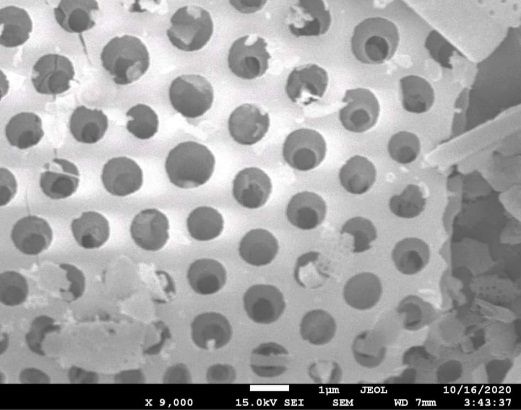 1µm JEOL 10/16/2020
X 9,000 15.0kV SEI SEM WD 7mm 3:43:37